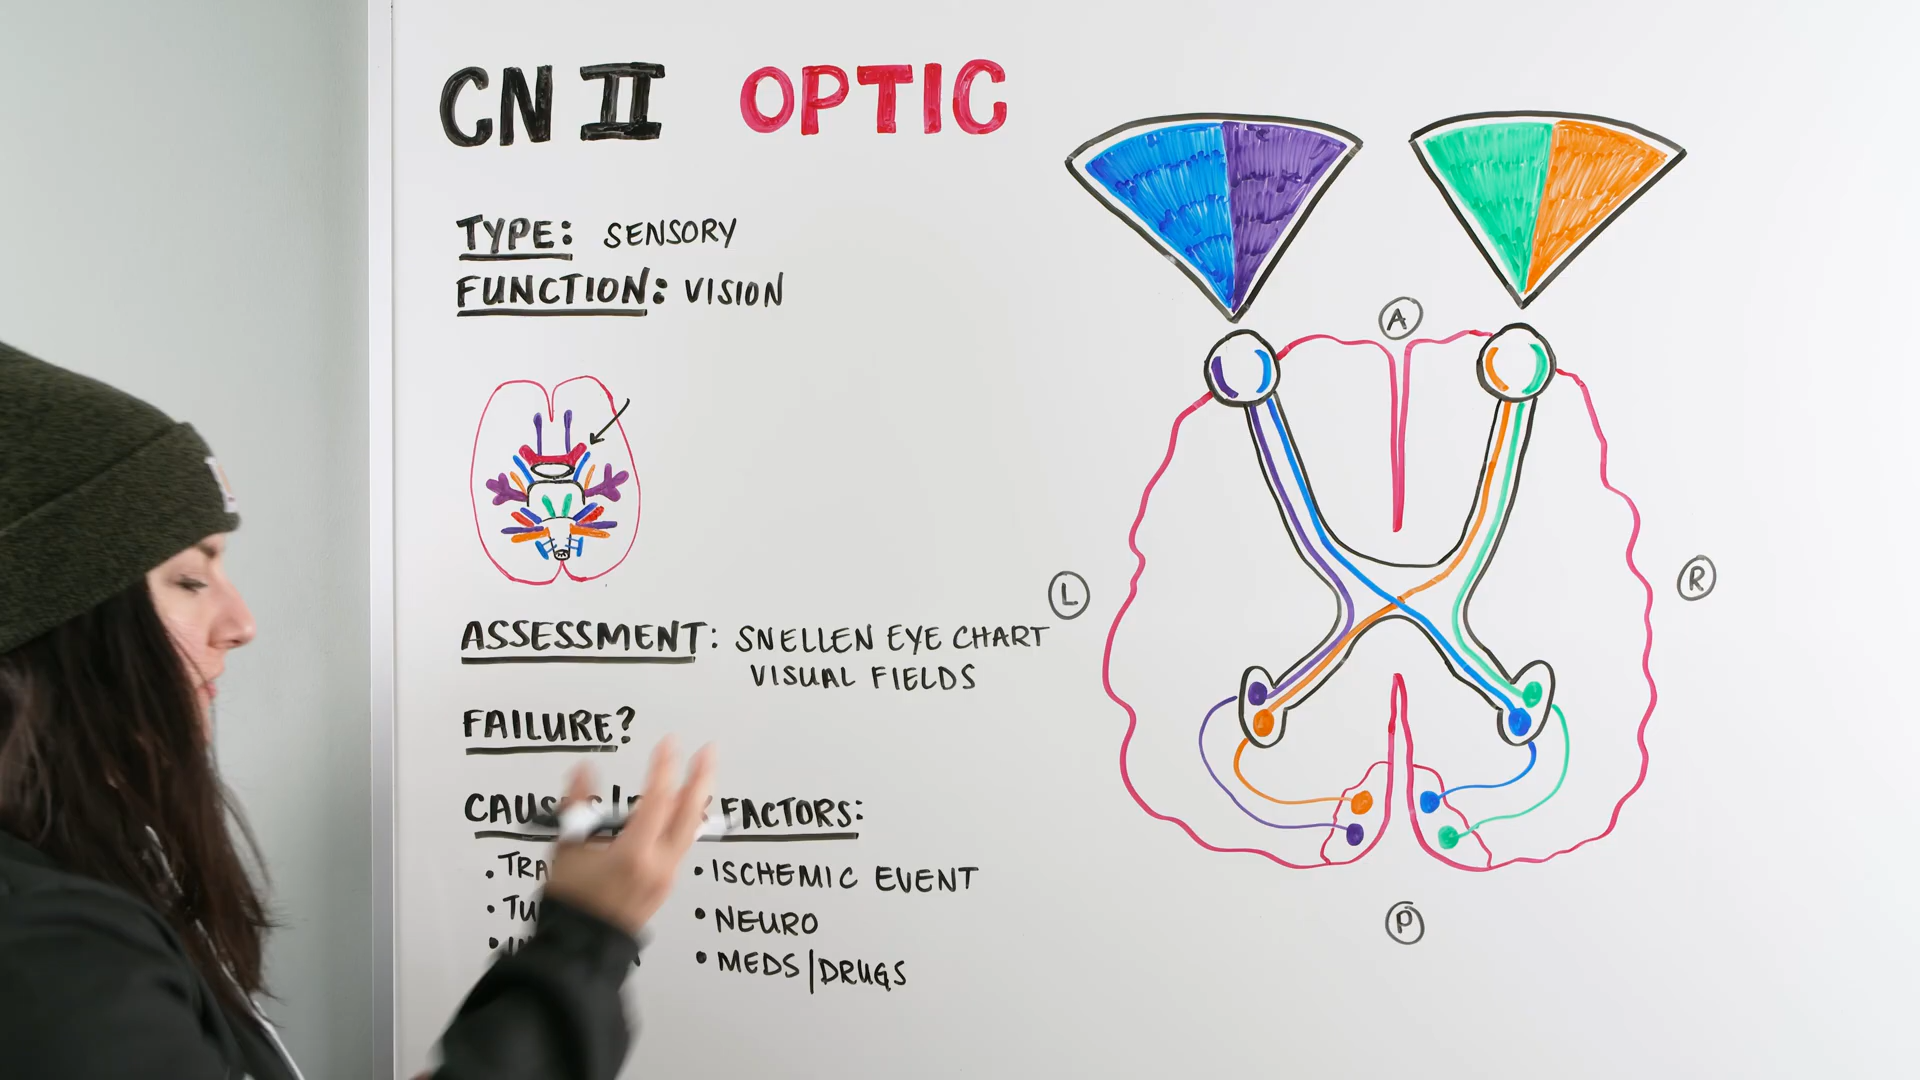 CN II OPTIC
TYPE: SENSORY
FUNCTION: VISION
ASSESSMENT: SNELLEN EYE CHART
VISUAL FIELDS
FAILURE?
FACTORS:
• ISCHEMIC EVENT
• NEURO
• MEDS/DRUGS
A
L
R
P